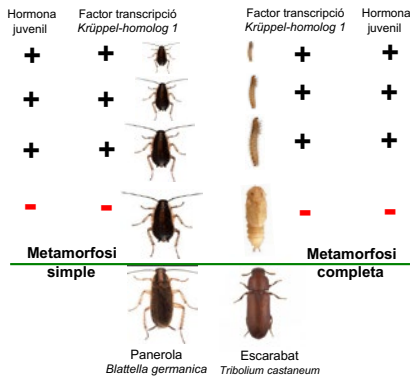 Hormona juvenil
Factor transcripció Krüppel-homolog 1
Factor transcripció Krüppel-homolog 1
Hormona juvenil
+ + + +
+ + + +
+ + + +
- - - -
Metamorfosi simple
Metamorfosi completa
Panerola
Blattella germanica
Escarabat
Tribolium castaneum